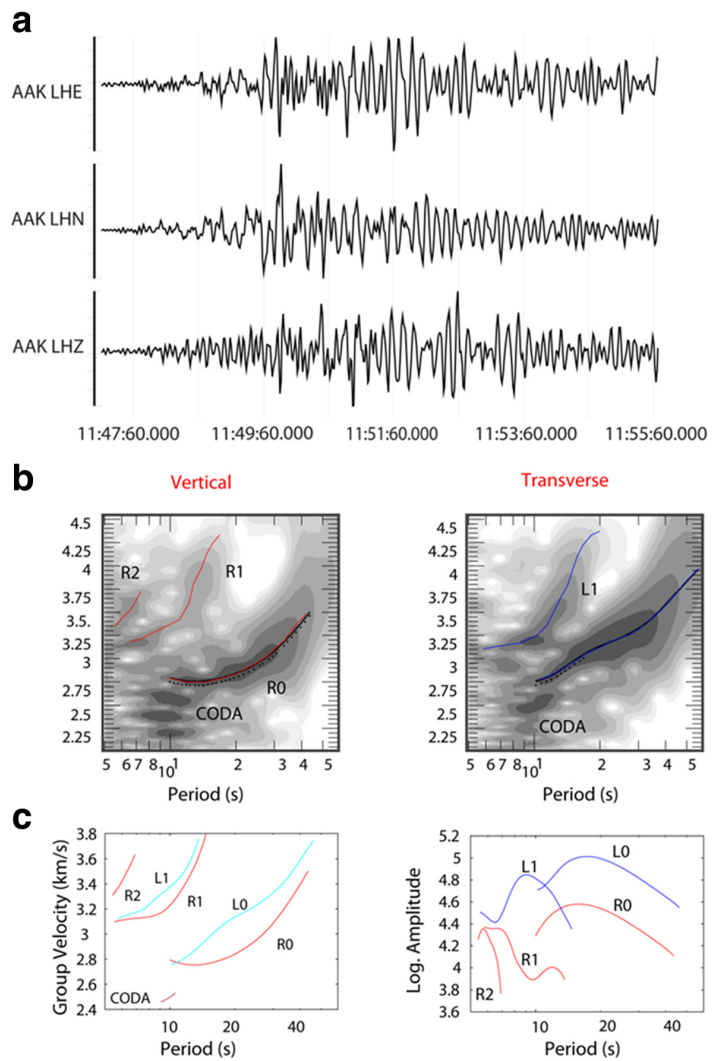 a
AAK LHE
AAK LHN
AAK LHZ
11:47:60.000 11:49:60.000 11:51:60.000 11:53:60.000 11:55:60.000
b
Vertical Transverse
4.5 4.5
4.25 4.25
4 4
3.75 3.75
3.5 3.5
3.25 3.25
3 3
2.75 2.75
2.5 2.5
2.25 2.25
R2 R1 L1
R0
CODA CODA
5 6 7 8 10¹ 2 3 4 5 5 6 7 8 10¹ 2 3 4 5
Period (s) Period (s)
c
Group Velocity (km/s)
3.8
3.6
3.4
3.2
3
2.8
2.6
2.4
R2 L1 R1 L0 R0
CODA
10 20 40
Period (s)
Log. Amplitude
5.2
5
4.8
4.6
4.4
4.2
4
3.8
3.6
L1 L0
R0
R1
R2
10 20 40
Period (s)